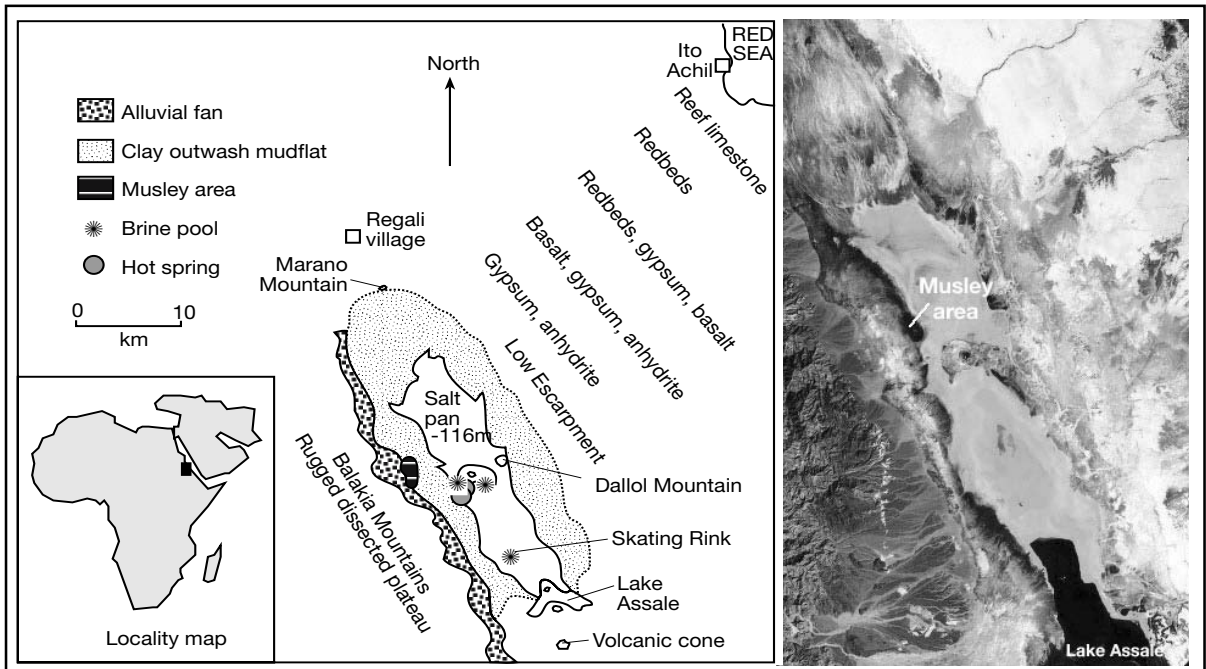 RED
SEA
Ito
Achil
North
Reef limestone
Redbeds
Redbeds, gypsum, basalt
Basalt, gypsum, anhydrite
Gypsum, anhydrite
Low Escarpment
Alluvial fan
Clay outwash mudflat
Musley area
Brine pool
Hot spring
0
10
km
Regali
village
Marano
Mountain
Salt
pan
-116m
Balakia Mountains
Rugged dissected plateau
Dallol Mountain
Skating Rink
Lake
Assale
Volcanic cone
Locality map
Musley
area
Lake Assale